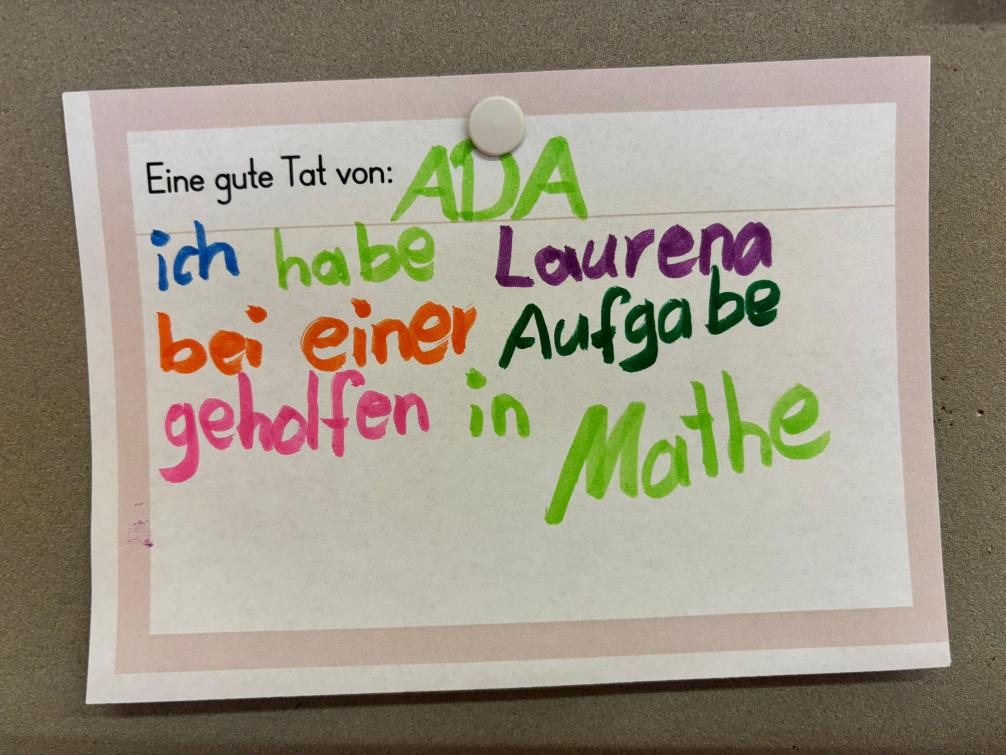 Eine gute Tat von: ADA
ich habe Laurena
bei einer Aufgabe
geholfen in Mathe